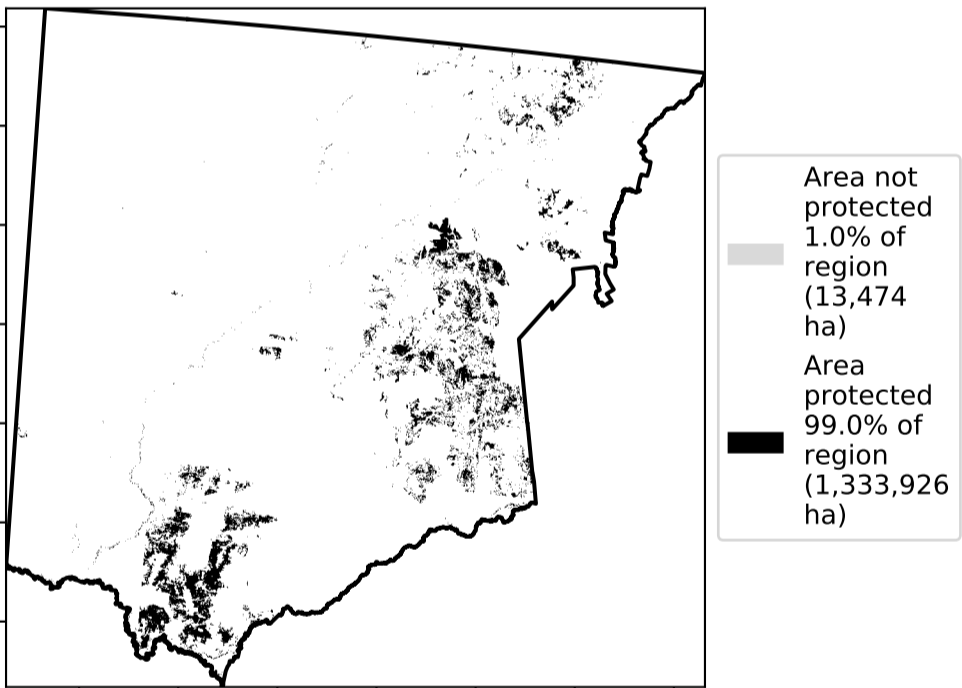 Area not
protected
1.0% of
region
(13,474
ha)
Area
protected
99.0% of
region
(1,333,926
ha)